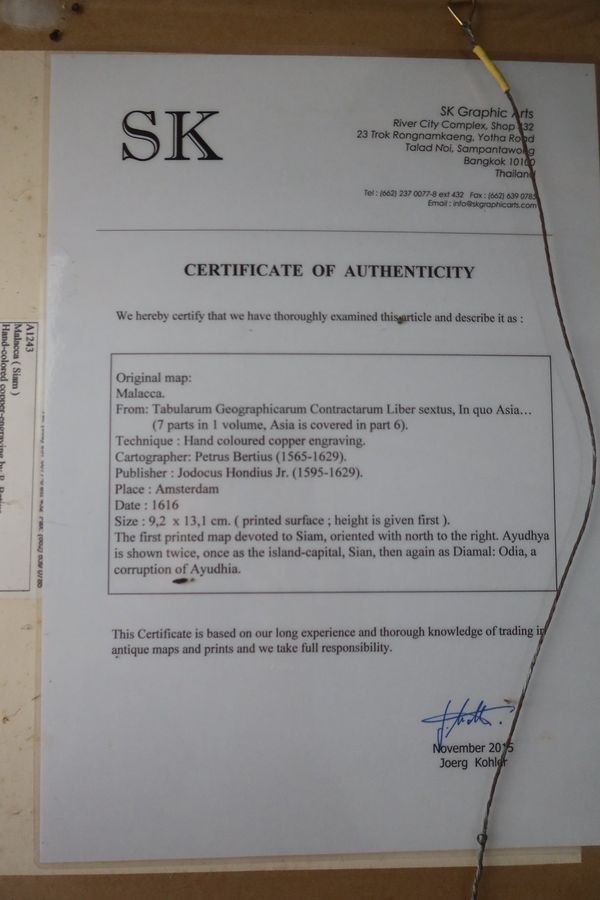 SK
SK Graphic Arts
River City Complex, Shop 432
23 Trok Rongnamkaeng, Yotha Road
Talad Noi, Sampantawong
Bangkok 10100
Thailand
Tel : (662) 237 0077-8 ext 432 Fax : (662) 639 0785
Email : info@skgraphicarts.com
CERTIFICATE OF AUTHENTICITY
We hereby certify that we have thoroughly examined this article and describe it as :
Original map:
Malacca.
From: Tabularum Geographicarum Contractarum Liber sextus, In quo Asia…
(7 parts in 1 volume, Asia is covered in part 6).
Technique : Hand coloured copper engraving.
Cartographer: Petrus Bertius (1565-1629).
Publisher : Jodocus Hondius Jr. (1595-1629).
Place : Amsterdam
Date : 1616
Size : 9,2 x 13,1 cm. ( printed surface ; height is given first ).
The first printed map devoted to Siam, oriented with north to the right. Ayudhya
is shown twice, once as the island-capital, Sian, then again as Diamal: Odia, a
corruption of Ayudhia.
This Certificate is based on our long experience and thorough knowledge of trading in
antique maps and prints and we take full responsibility.
November 2015
Joerg Kohler
A1243
Malacca ( Siam )
Hand-colored copper-engraving by P. Bertius